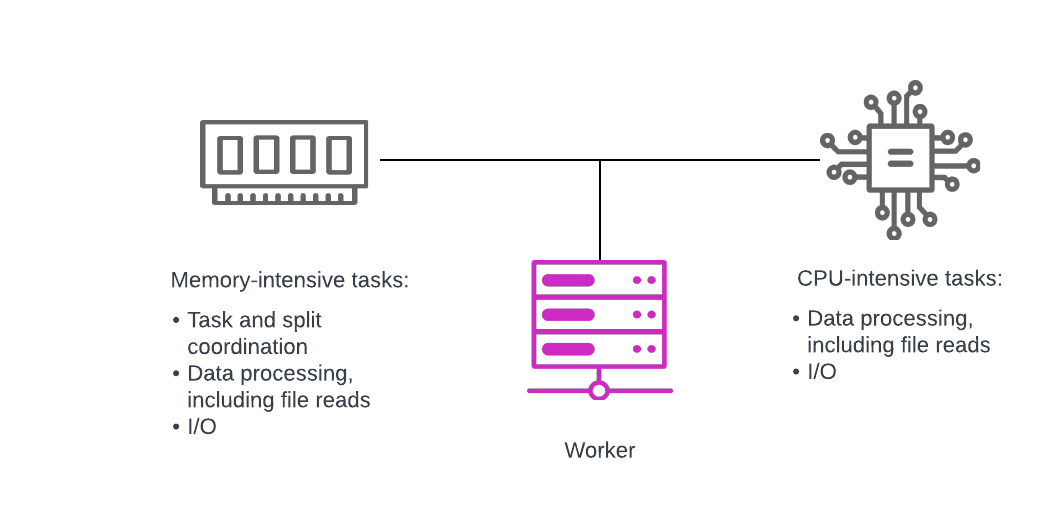 Memory-intensive tasks:
• Task and split
coordination
• Data processing,
including file reads
• I/O
Worker
CPU-intensive tasks:
• Data processing,
including file reads
• I/O